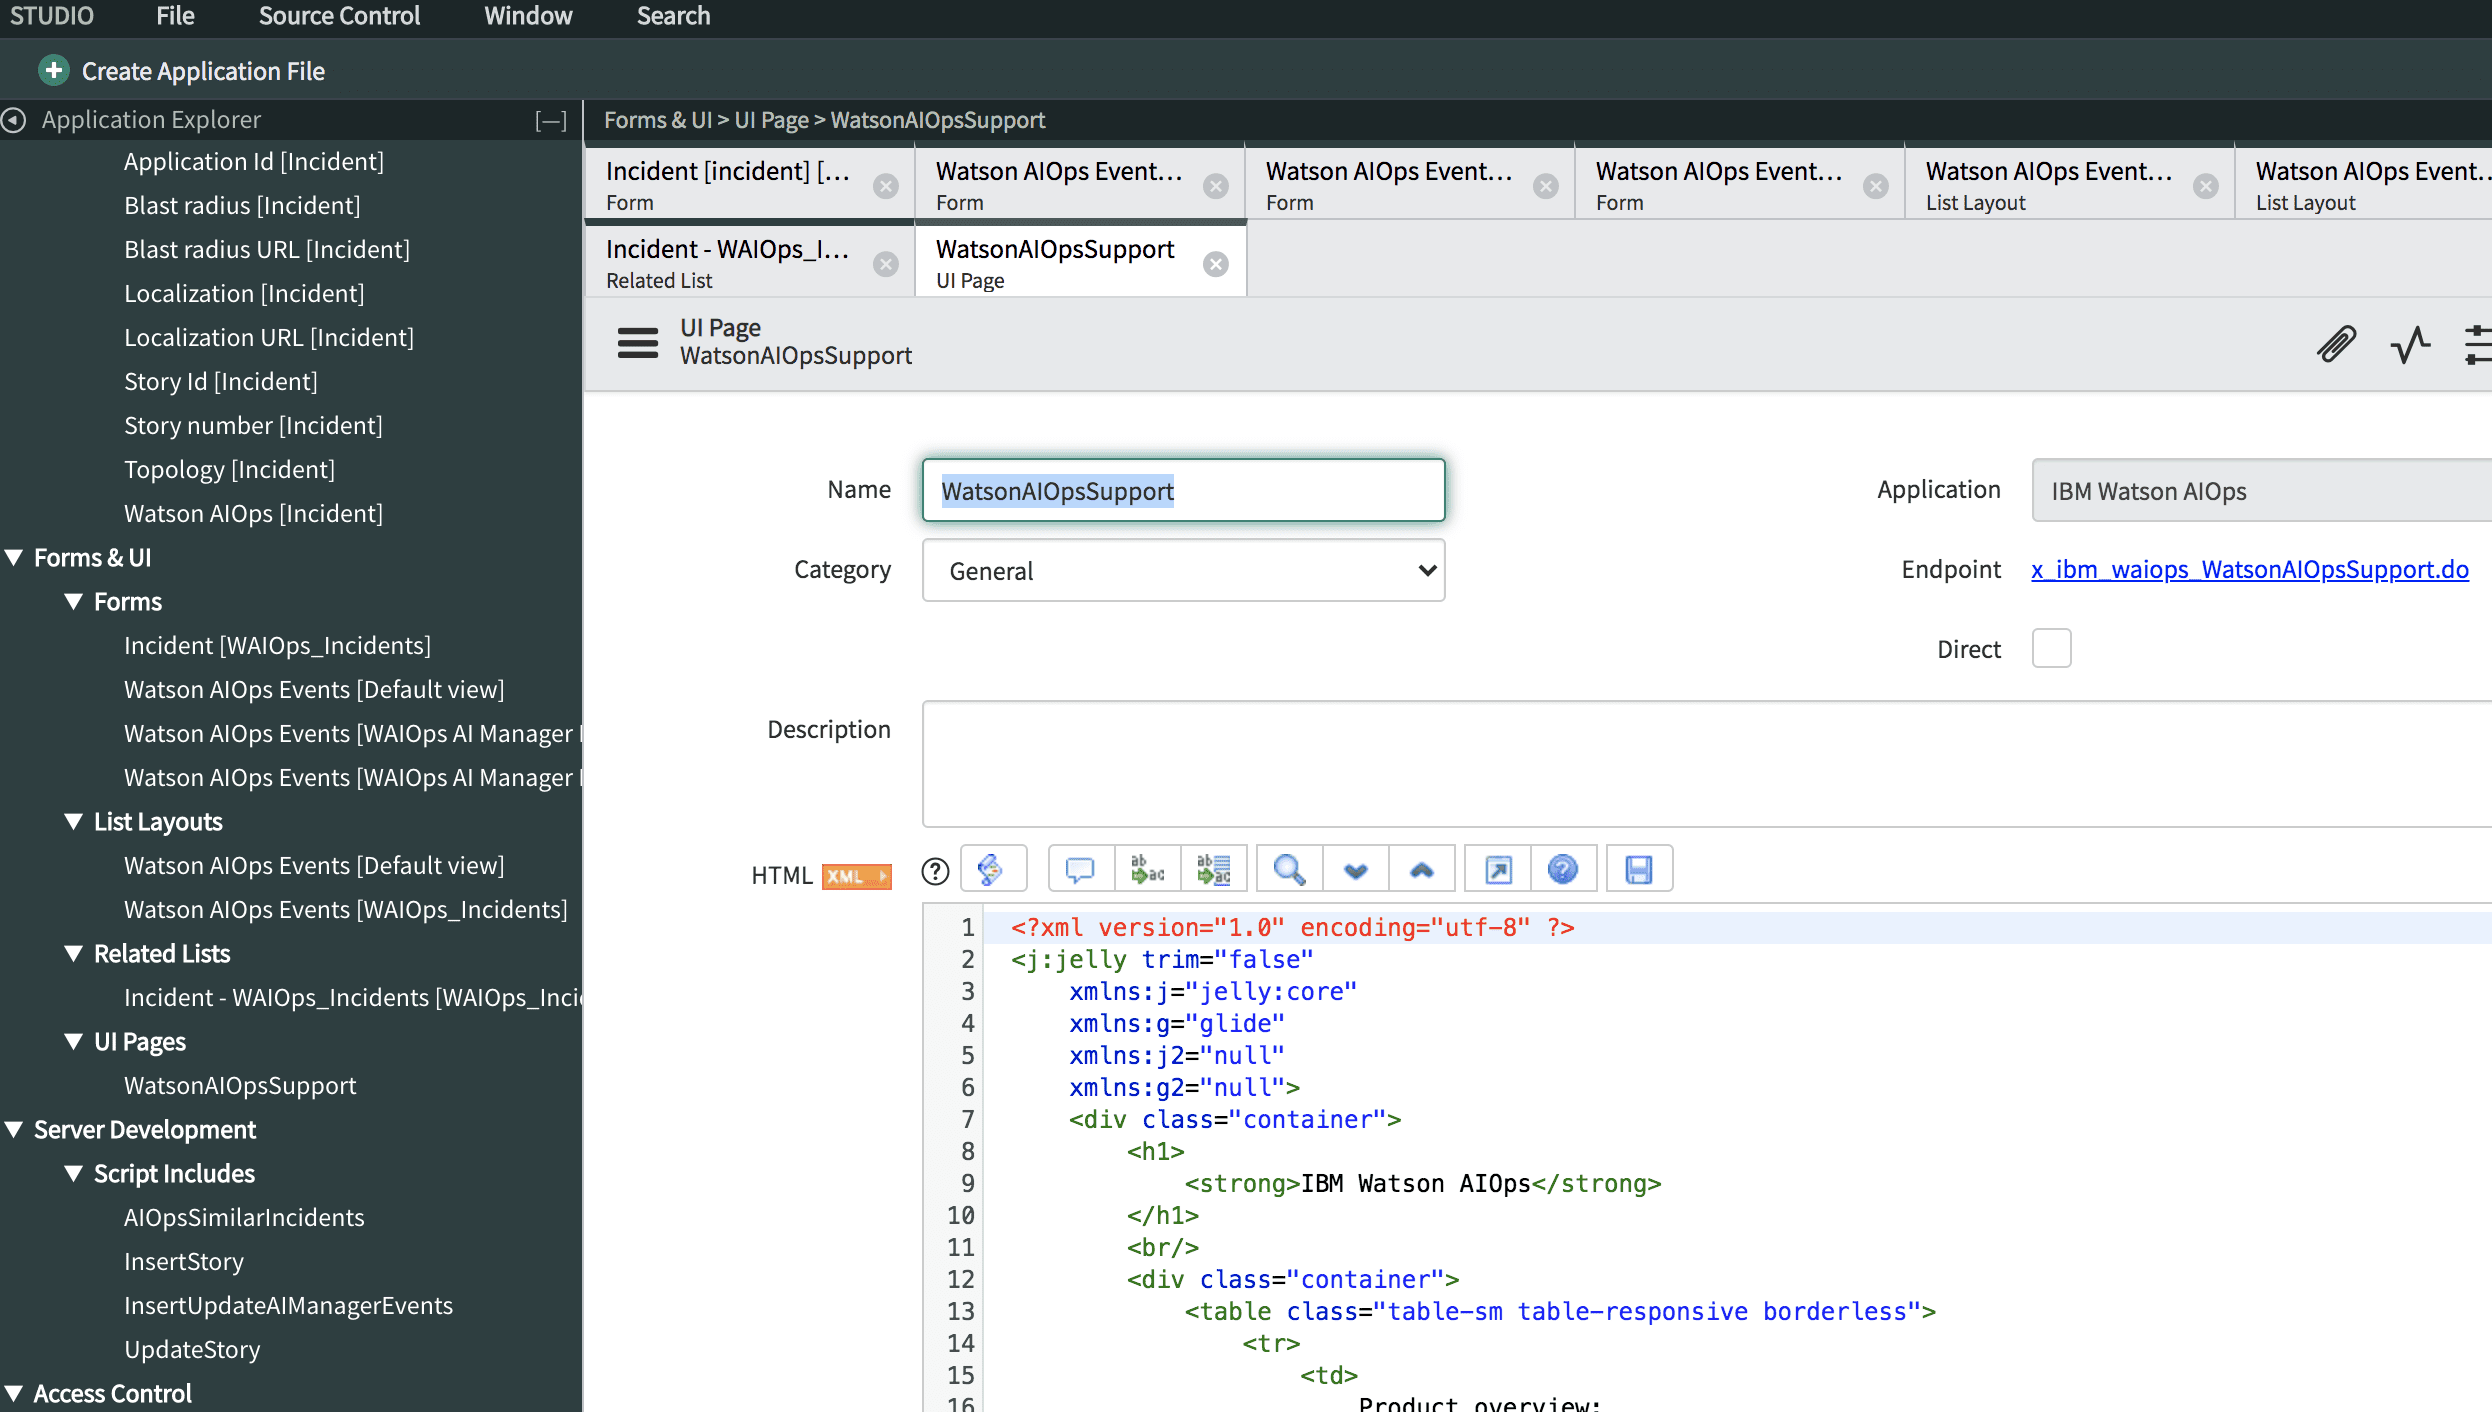 STUDIO File Source Control Window Search
Create Application File
Application Explorer [—]
Application Id [Incident]
Blast radius [Incident]
Blast radius URL [Incident]
Localization [Incident]
Localization URL [Incident]
Story Id [Incident]
Story number [Incident]
Topology [Incident]
Watson AIOps [Incident]
Forms & UI
Forms
Incident [WAIOps_Incidents]
Watson AIOps Events [Default view]
Watson AIOps Events [WAIOps AI Manager
Watson AIOps Events [WAIOps AI Manager
List Layouts
Watson AIOps Events [Default view]
Watson AIOps Events [WAIOps_Incidents]
Related Lists
Incident - WAIOps_Incidents [WAIOps_Inci
UI Pages
WatsonAIOpsSupport
Server Development
Script Includes
AIOpsSimilarIncidents
InsertStory
InsertUpdateAIManagerEvents
UpdateStory
Access Control
Forms & UI > UI Page > WatsonAIOpsSupport
Incident [incident] [...
Form
Watson AIOps Event...
Form
Watson AIOps Event...
Form
Watson AIOps Event...
Form
Watson AIOps Event...
List Layout
Watson AIOps Event..
List Layout
Incident - WAIOps_I...
Related List
WatsonAIOpsSupport
UI Page
UI Page
WatsonAIOpsSupport
Name WatsonAIOpsSupport
Application IBM Watson AIOps
Category General
Endpoint x_ibm_waiops_WatsonAIOpsSupport.do
Direct
Description
HTML XML
1 <?xml version="1.0" encoding="utf-8" ?>
2 <j:jelly trim="false"
3 xmlns:j="jelly:core"
4 xmlns:g="glide"
5 xmlns:j2="null"
6 xmlns:g2="null">
7 <div class="container">
8 <h1>
9 <strong>IBM Watson AIOps</strong>
10 </h1>
11 <br/>
12 <div class="container">
13 <table class="table-sm table-responsive borderless">
14 <tr>
15 <td>
16 Product overview: